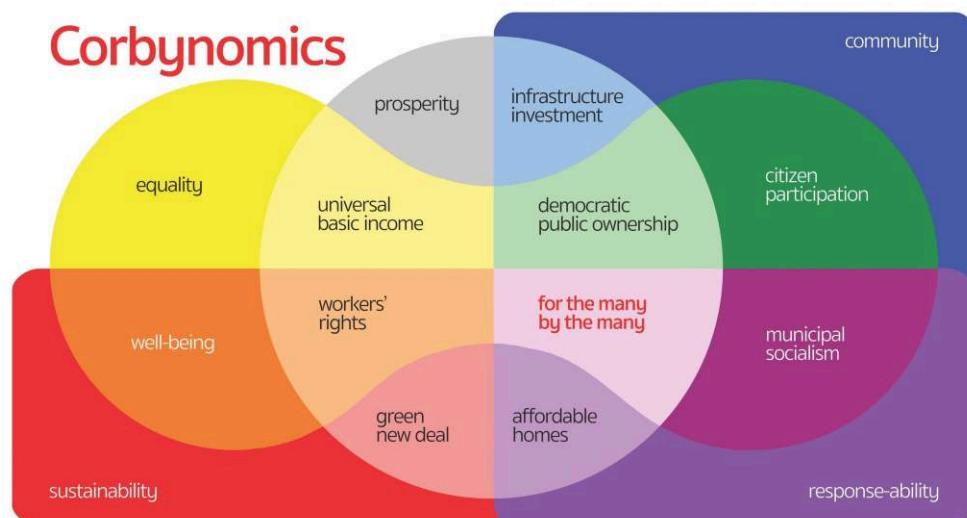 Corbynomics
community
prosperity
infrastructure
investment
equality
citizen
participation
universal
basic income
democratic
public ownership
workers'
rights
for the many
by the many
well-being
municipal
socialism
green
new deal
affordable
homes
sustainability
response-ability